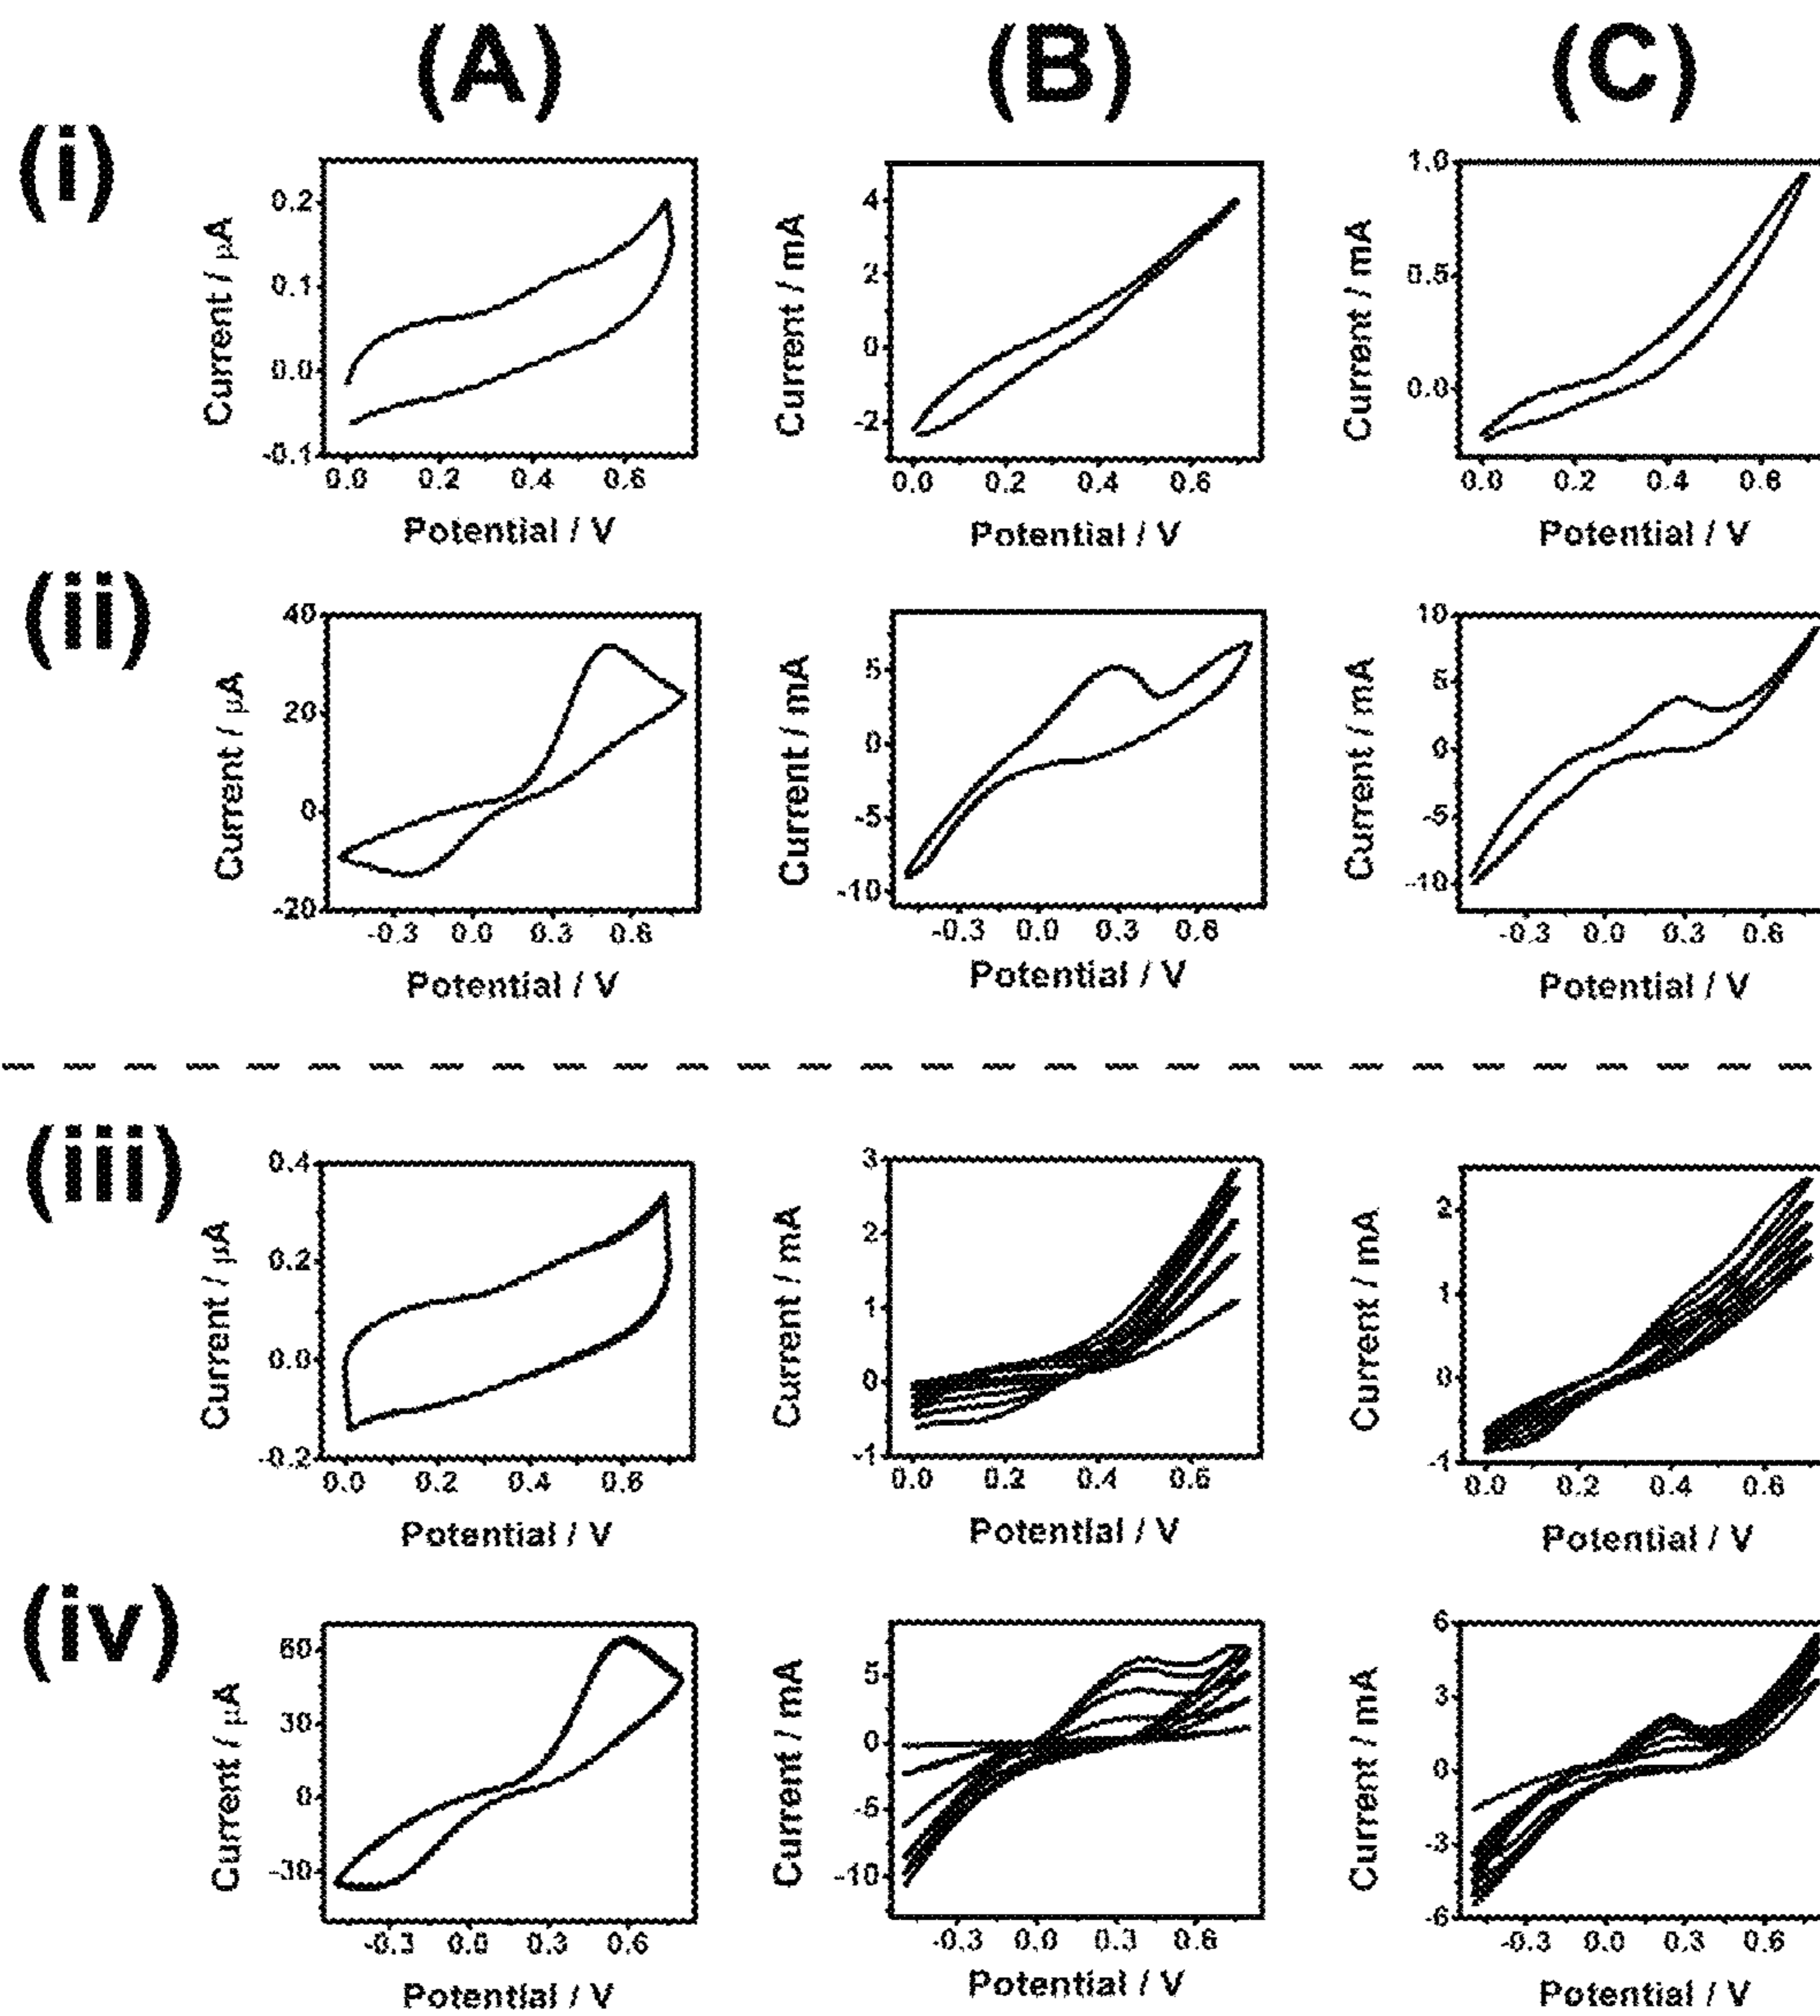 (A) (B) (C)
(i)
Current / µA
0.2
0.1
0.0
-0.1
0.0 0.2 0.4 0.6
Potential / V
Current / mA
4
2
0
-2
0.0 0.2 0.4 0.6
Potential / V
Current / mA
1.0
0.5
0.0
0.0 0.2 0.4 0.6
Potential / V
(ii)
Current / µA
40
20
0
-20
-0.3 0.0 0.3 0.6
Potential / V
Current / mA
5
0
-5
-10
-0.3 0.0 0.3 0.6
Potential / V
Current / mA
10
5
0
-5
-10
-0.3 0.0 0.3 0.6
Potential / V
(iii)
Current / µA
0.4
0.2
0.0
-0.2
0.0 0.2 0.4 0.6
Potential / V
Current / mA
3
2
1
0
-1
0.0 0.2 0.4 0.6
Potential / V
Current / mA
2
1
0
-1
0.0 0.2 0.4 0.6
Potential / V
(iv)
Current / µA
60
30
0
-30
-0.3 0.0 0.3 0.6
Potential / V
Current / mA
5
0
-5
-10
-0.3 0.0 0.3 0.6
Potential / V
Current / mA
6
3
0
-3
-6
-0.3 0.0 0.3 0.6
Potential / V